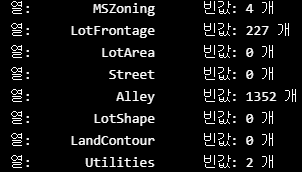 열: MSZoning 빈값: 4 개
열: LotFrontage 빈값: 227 개
열: LotArea 빈값: 0 개
열: Street 빈값: 0 개
열: Alley 빈값: 1352 개
열: LotShape 빈값: 0 개
열: LandContour 빈값: 0 개
열: Utilities 빈값: 2 개